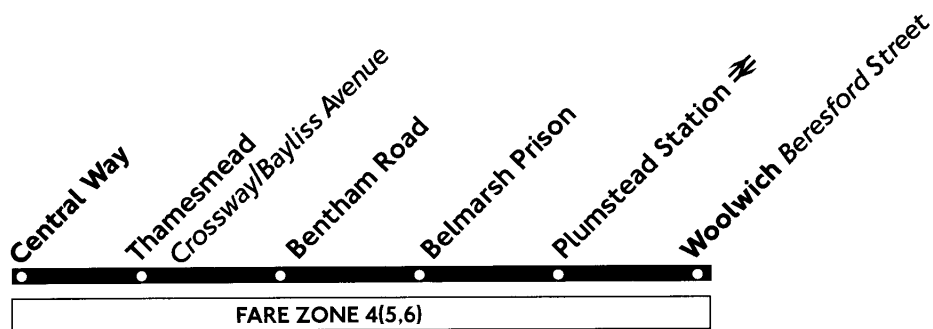 Central Way
Thamesmead
Crossway/Bayliss Avenue
Bentham Road
Belmarsh Prison
Plumstead Station
Woolwich Beresford Street
FARE ZONE 4(5,6)